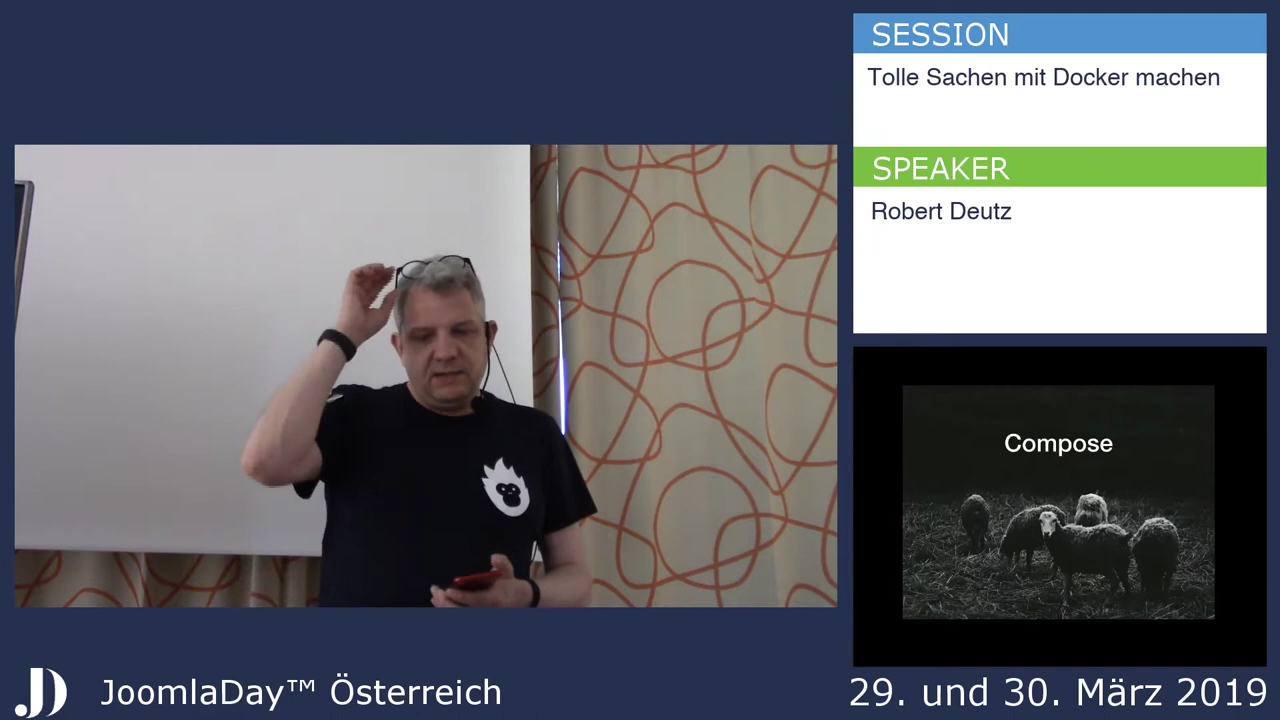 SESSION
Tolle Sachen mit Docker machen
SPEAKER
Robert Deutz
Compose
JoomlaDay™ Österreich
29. und 30. März 2019